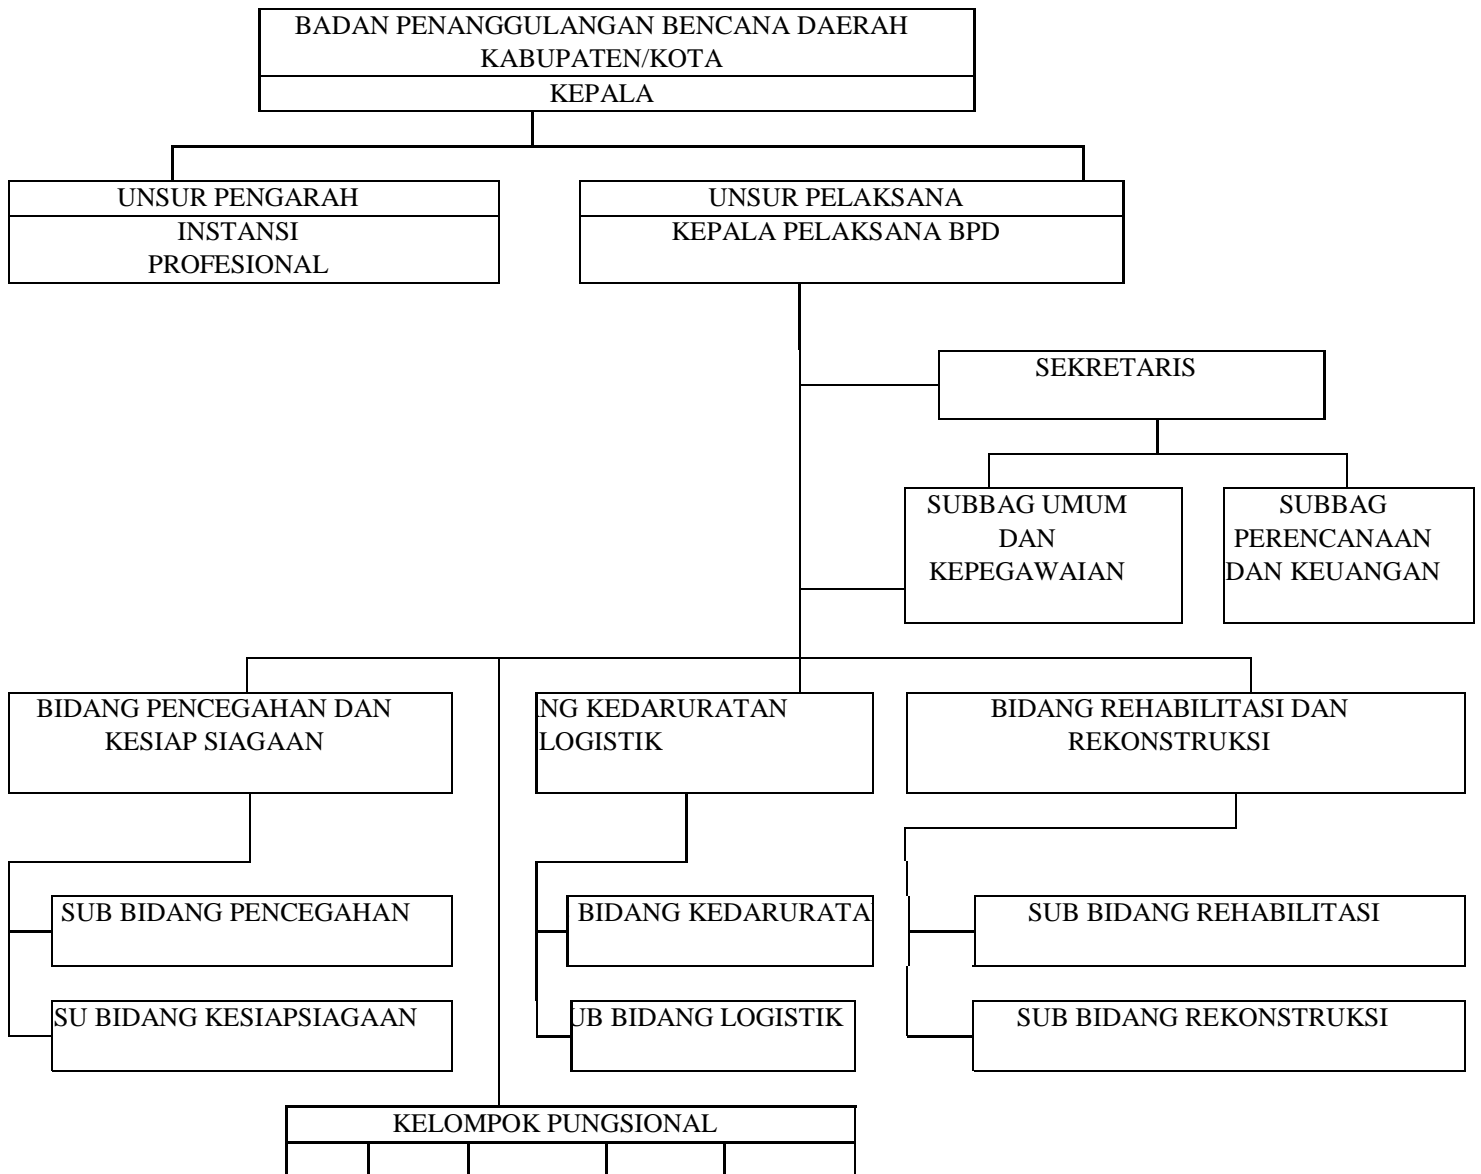 BADAN PENANGGULANGAN BENCANA DAERAH
KABUPATEN/KOTA
KEPALA
UNSUR PENGARAH
INSTANSI
PROFESIONAL
UNSUR PELAKSANA
KEPALA PELAKSANA BPD
SEKRETARIS
SUBBAG UMUM
DAN
KEPEGAWAIAN
SUBBAG
PERENCANAAN
DAN KEUANGAN
BIDANG PENCEGAHAN DAN
KESIAP SIAGAAN
NG KEDARURATAN
LOGISTIK
BIDANG REHABILITASI DAN
REKONSTRUKSI
SUB BIDANG PENCEGAHAN
BIDANG KEDARURATA
SUB BIDANG REHABILITASI
SU BIDANG KESIAPSIAGAAN
UB BIDANG LOGISTIK
SUB BIDANG REKONSTRUKSI
KELOMPOK PUNGSIONAL